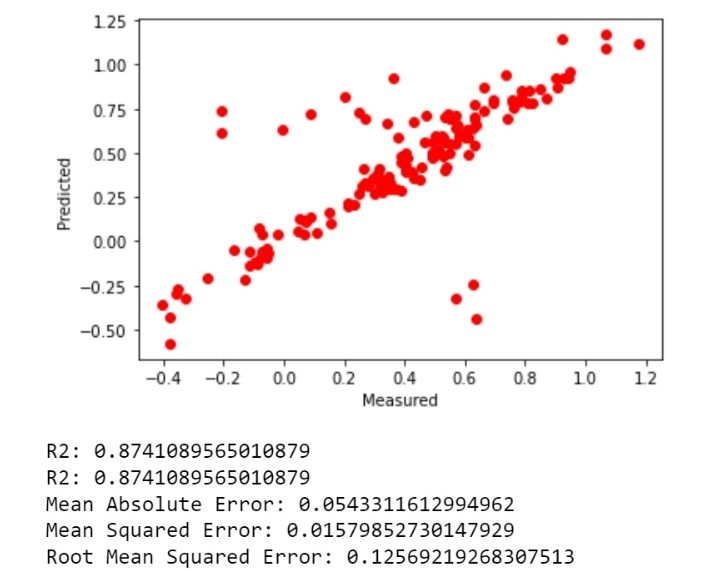 1.25
1.00
0.75
0.50
0.25
0.00
−0.25
−0.50
Predicted
−0.4 −0.2 0.0 0.2 0.4 0.6 0.8 1.0 1.2
Measured
R2: 0.8741089565010879
R2: 0.8741089565010879
Mean Absolute Error: 0.0543311612994962
Mean Squared Error: 0.01579852730147929
Root Mean Squared Error: 0.12569219268307513